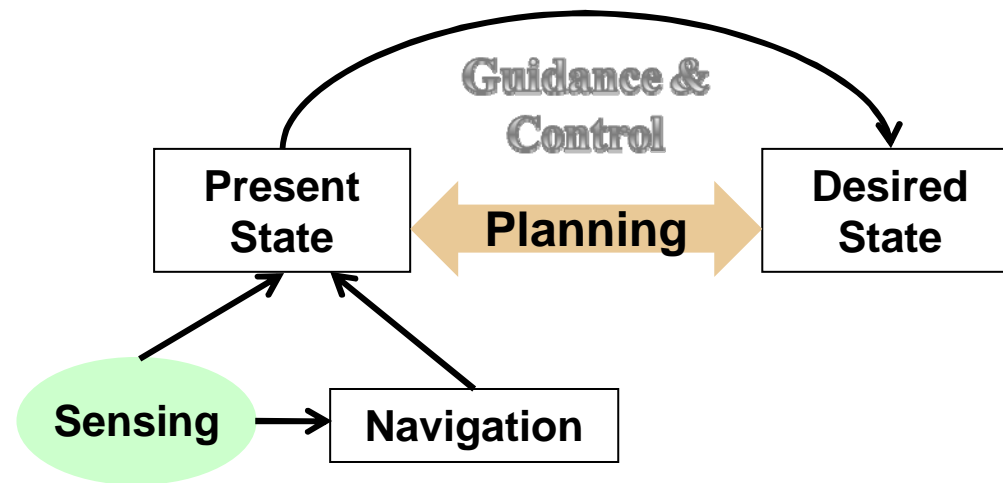 Guidance &
Control
Present
State
Planning
Desired
State
Sensing
Navigation